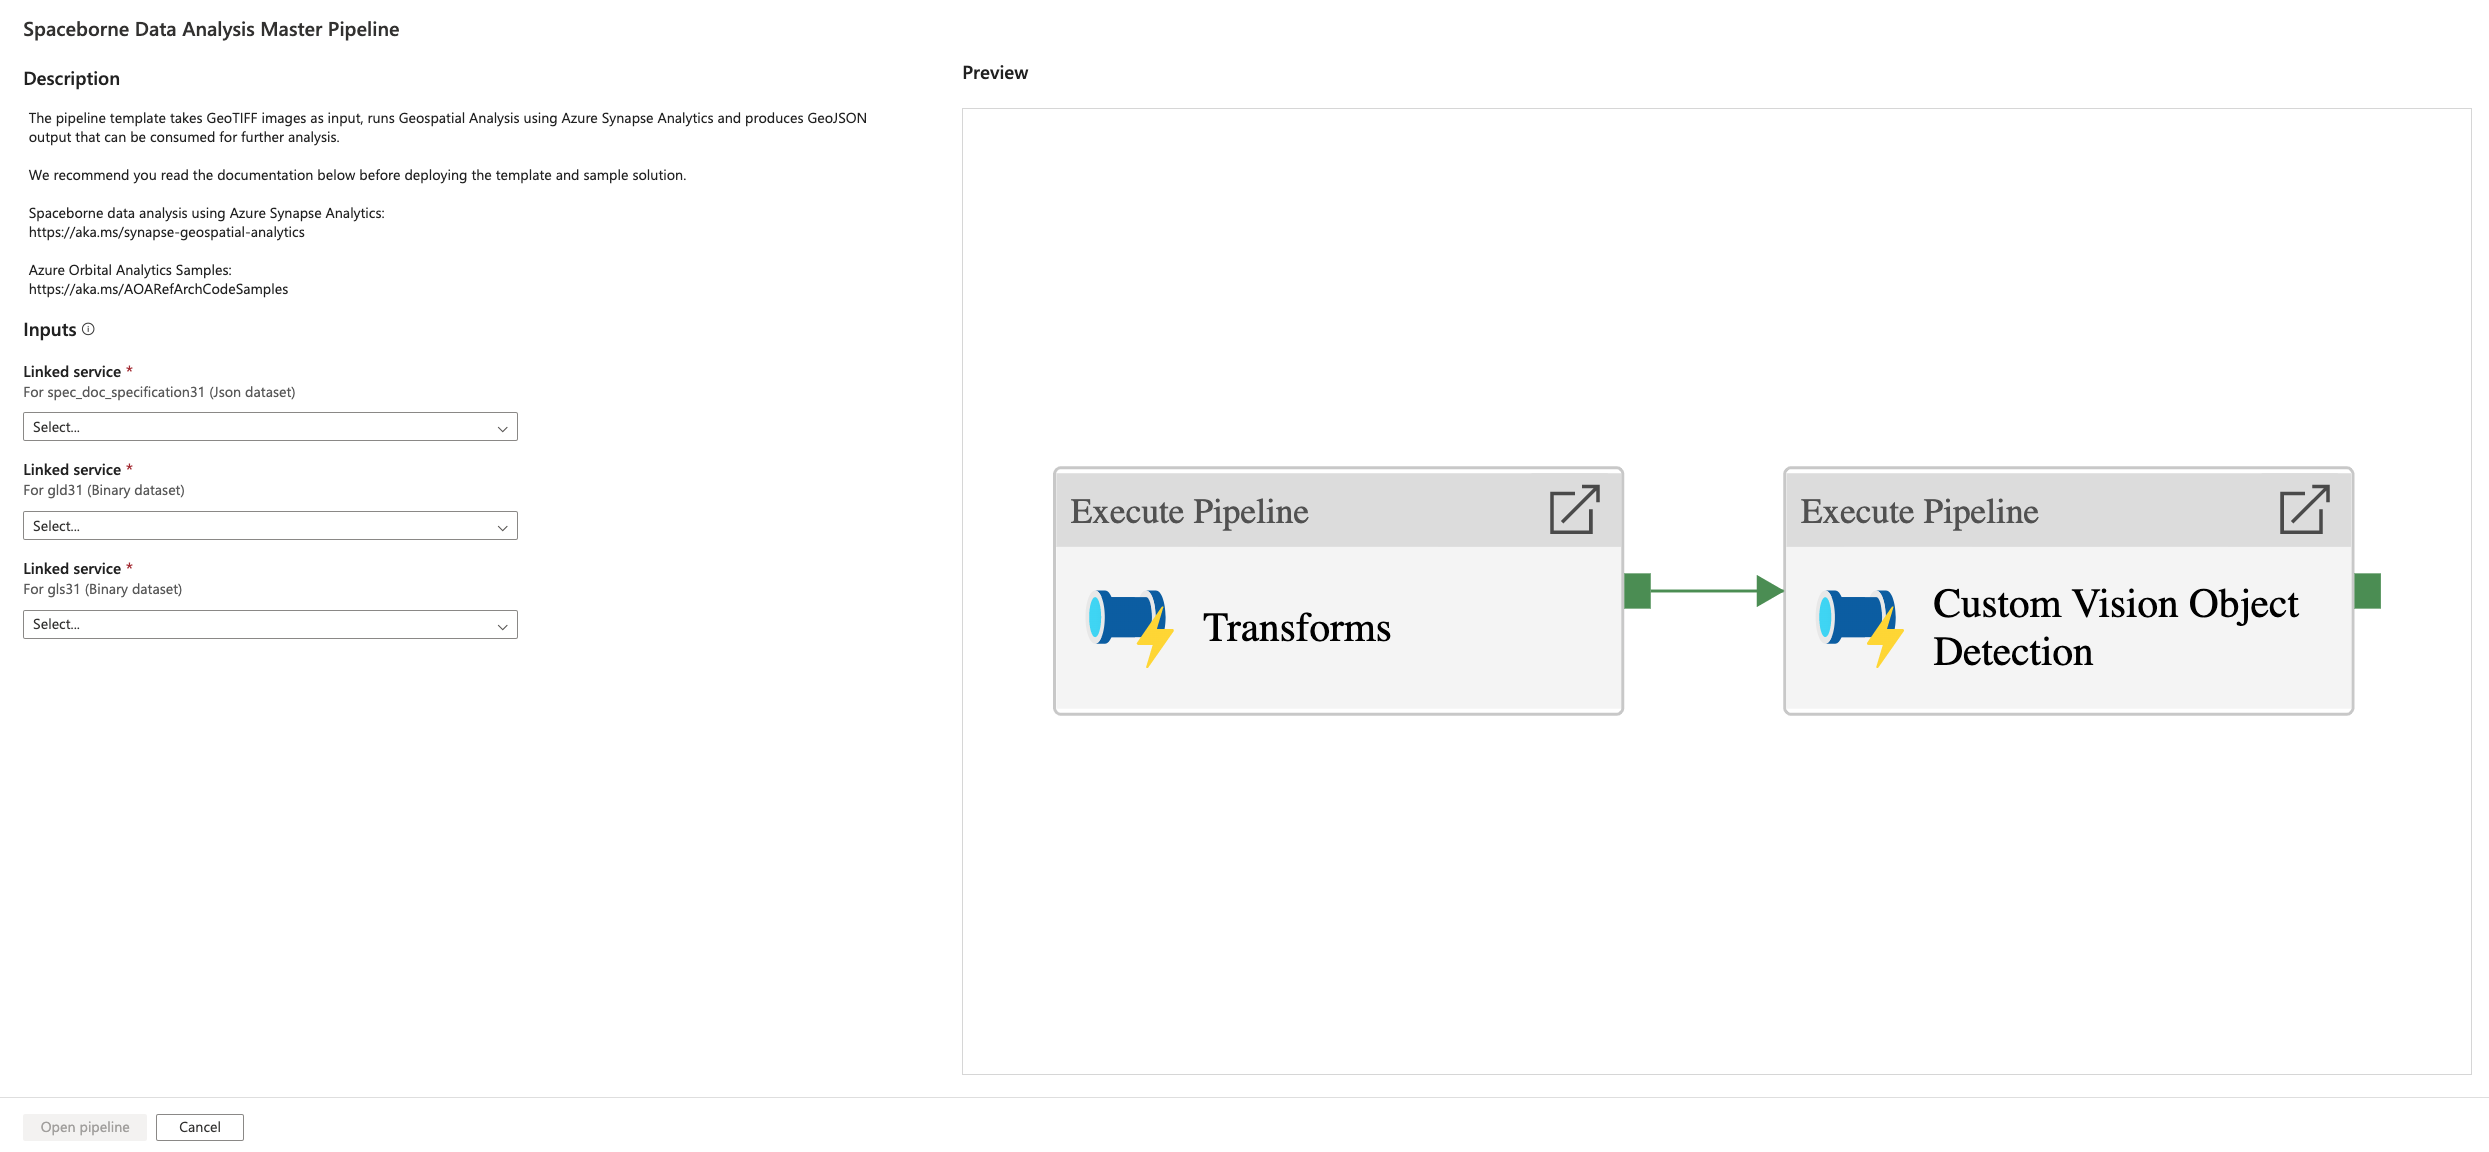 Spaceborne Data Analysis Master Pipeline
Description
The pipeline template takes GeoTIFF images as input, runs Geospatial Analysis using Azure Synapse Analytics and produces GeoJSON
output that can be consumed for further analysis.
We recommend you read the documentation below before deploying the template and sample solution.
Spaceborne data analysis using Azure Synapse Analytics:
https://aka.ms/synapse-geospatial-analytics
Azure Orbital Analytics Samples:
https://aka.ms/AOARefArchCodeSamples
Inputs
Linked service *
For spec_doc_specification31 (Json dataset)
Select...
Linked service *
For gld31 (Binary dataset)
Select...
Linked service *
For gls31 (Binary dataset)
Select...
Preview
Execute Pipeline
Transforms
Execute Pipeline
Custom Vision Object
Detection
Open pipeline
Cancel